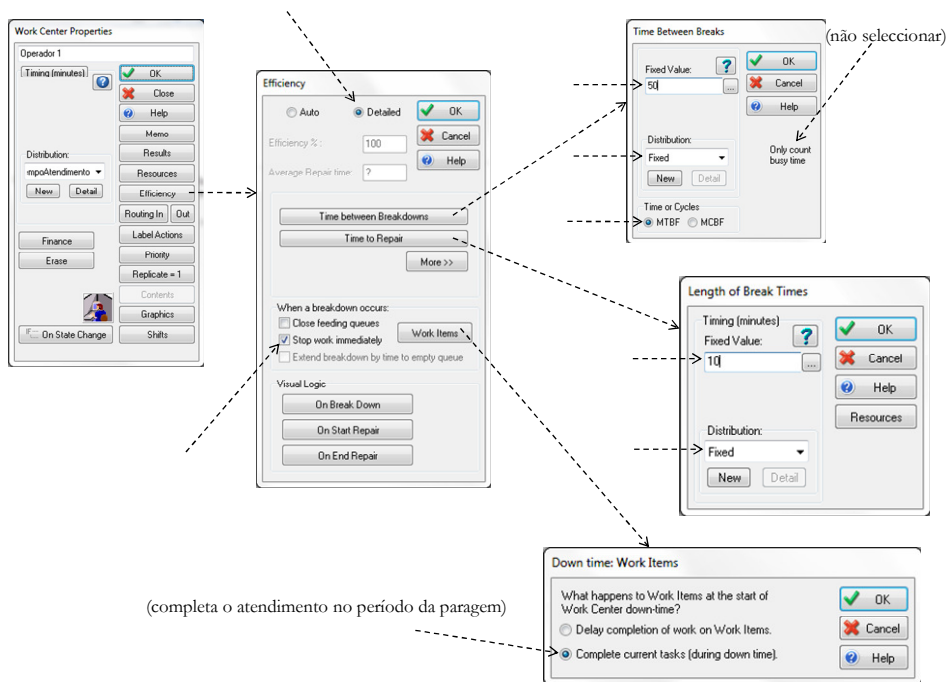 Work Center Properties
Operador 1
Timing (minutes)
OK
Close
Help
Memo
Distribution:
Results
mpoAtendimento
Resources
New Detail
Efficiency
Routing In Out
Finance
Label Actions
Erase
Priority
Replicate = 1
Contents
Graphics
On State Change
Shifts
Efficiency
Auto Detailed
OK
Efficiency % : 100
Cancel
Help
Average Repair time: ?
Time between Breakdowns
Time to Repair
More >>
When a breakdown occurs:
Close feeding queues
Stop work immediately
Work Items
Extend breakdown by time to empty queue
Visual Logic
On Break Down
On Start Repair
On End Repair
Time Between Breaks
(não seleccionar)
Fixed Value:
?
OK
50
...
Cancel
Help
Only count
busy time
Distribution:
Fixed
New Detail
Time or Cycles
MTBF MCBF
Length of Break Times
Timing (minutes)
Fixed Value:
?
OK
10
...
Cancel
Help
Resources
Distribution:
Fixed
New Detail
(completa o atendimento no período da paragem)
Down time: Work Items
What happens to Work Items at the start of
Work Center down-time?
OK
Delay completion of work on Work Items.
Cancel
Complete current tasks (during down time).
Help